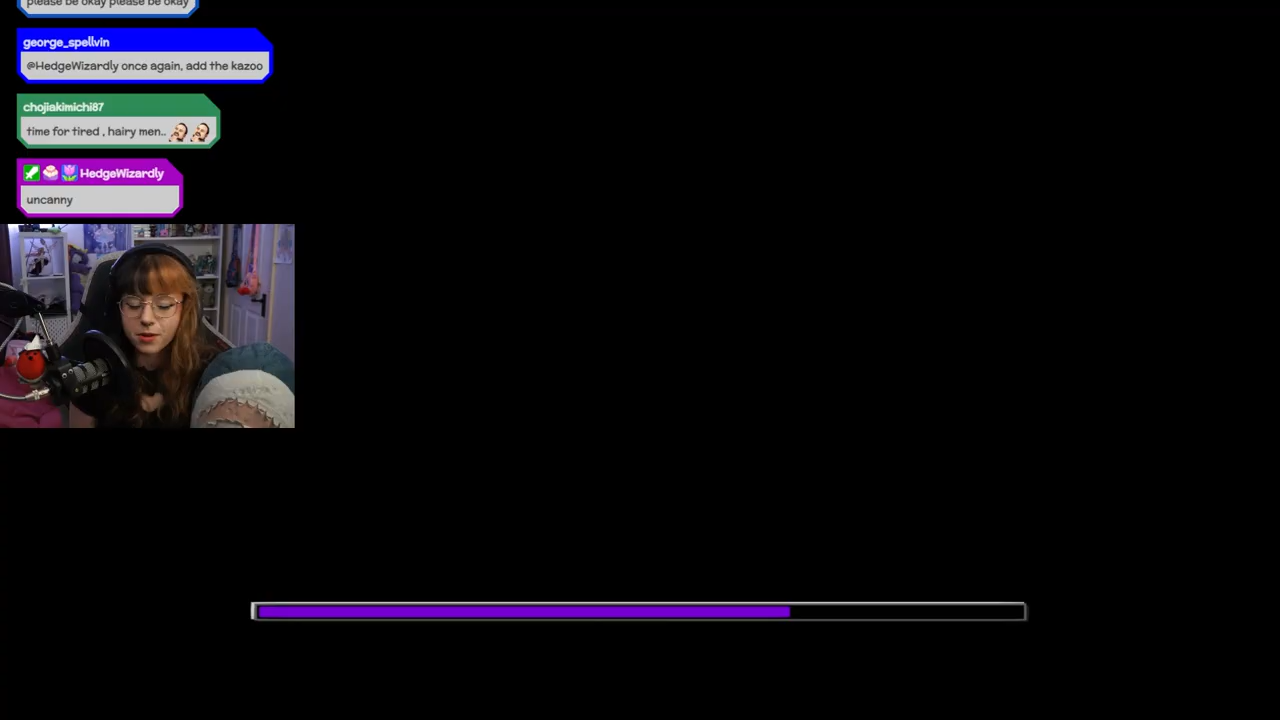 please be okay please be okay
george_spellvin
@HedgeWizardly once again, add the kazoo
chojiakimichi87
time for tired , hairy men..
HedgeWizardly
uncanny